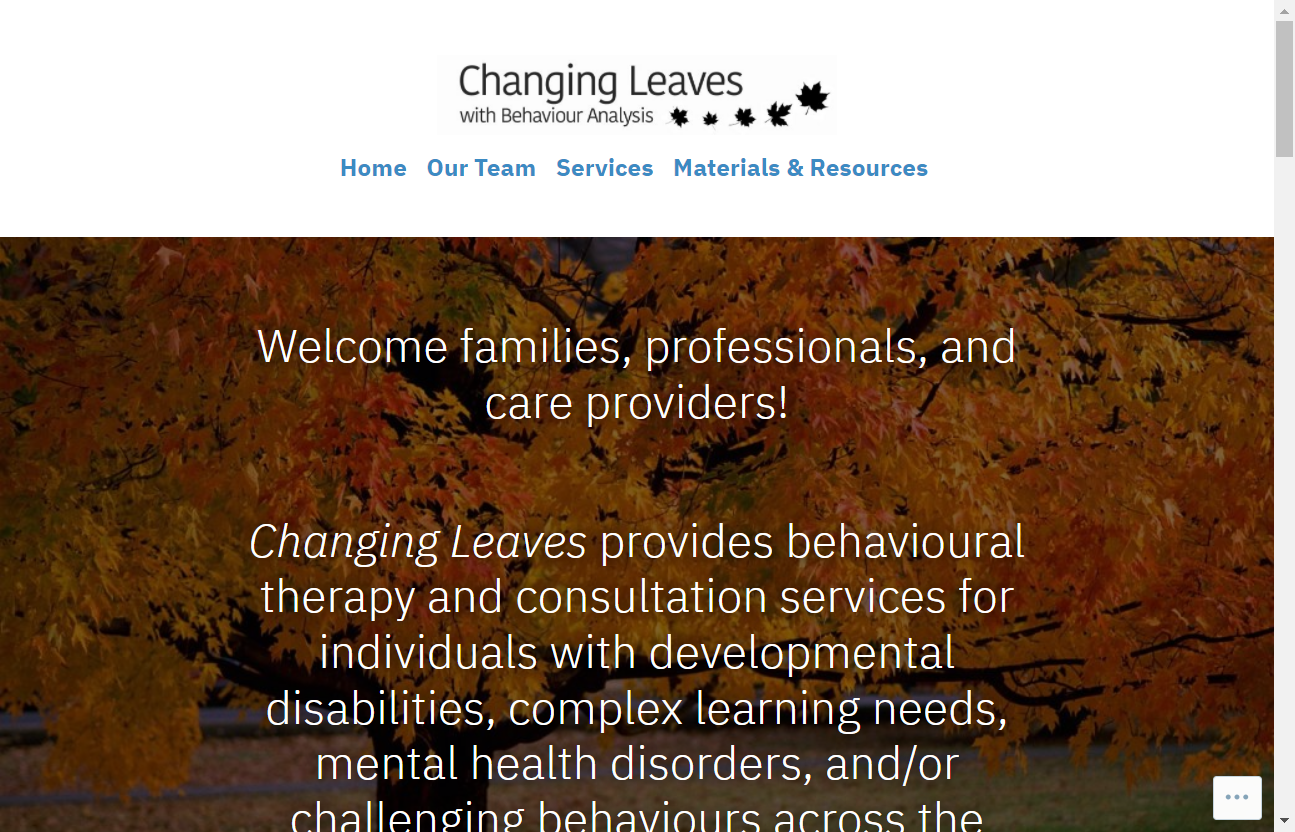 Changing Leaves
with Behaviour Analysis
Home Our Team Services Materials & Resources
Welcome families, professionals, and
care providers!
Changing Leaves provides behavioural
therapy and consultation services for
individuals with developmental
disabilities, complex learning needs,
mental health disorders, and/or
challenging behaviours across the